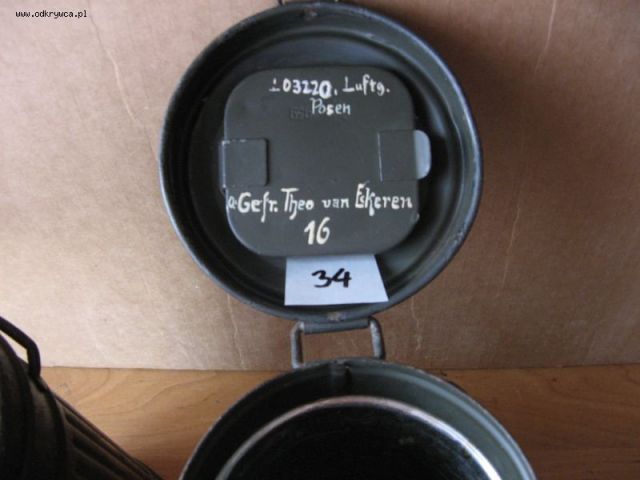 www.odkrywca.pl
L 03220. Luftg.
Posen
Gefr. Theo van Eskeren
16
34